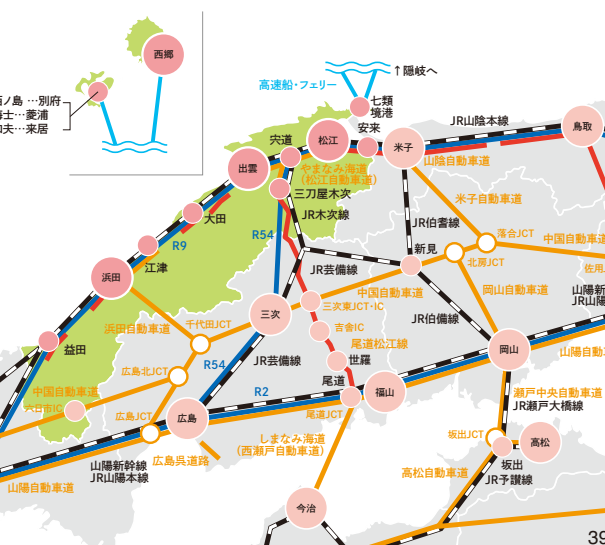 西郷
西ノ島 …別府
海士…菱浦
知夫…来居
高速船・フェリー
↑隠岐へ
七類
境港
安来
JR山陰本線
鳥取
宍道
松江
米子
出雲
やまなみ海道
(松江自動車道)
山陰自動車道
三刀屋木次
米子自動車道
大田
JR木次線
R54
JR伯耆線
落合JCT
中国自動車
R9
新見
北房JCT
江津
JR芸備線
佐用
浜田
中国自動車道
岡山自動車道
山陽新
JR山陽
三次東JCT・IC
三次
千代田JCT
浜田自動車道
吉舎IC
JR伯備線
益田
尾道松江線
岡山
広島北JCT
R54
JR芸備線
世羅
山陽自動
中国自動車道
尾道
六日市IC
R2
福山
瀬戸中央自動車道
JR瀬戸大橋線
広島JCT
広島
尾道JCT
坂出JCT
高松
しまなみ海道
(西瀬戸自動車道)
山陽新幹線
JR山陽本線
広島呉道路
坂出
JR予讃線
高松自動車道
山陽自動車道
今治
39